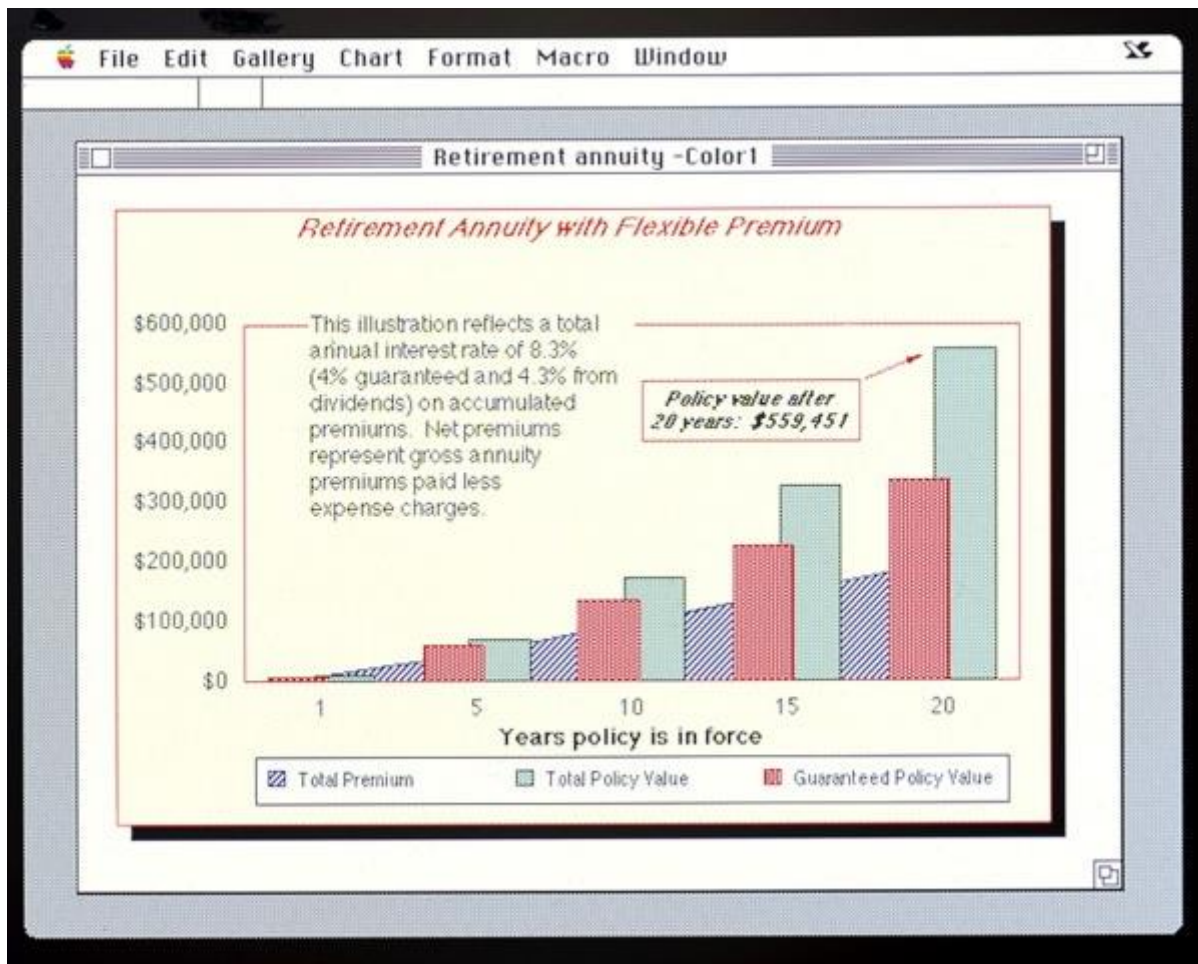 File Edit Gallery Chart Format Macro Window
Retirement annuity -Color1
Retirement Annuity with Flexible Premium
$600,000
$500,000
$400,000
$300,000
$200,000
$100,000
$0
This illustration reflects a total
annual interest rate of 8.3%
(4% guaranteed and 4.3% from
dividends) on accumulated
premiums. Net premiums
represent gross annuity
premiums paid less
expense charges.
Policy value after
20 years: $559,451
1 5 10 15 20
Years policy is in force
Total Premium Total Policy Value Guaranteed Policy Value